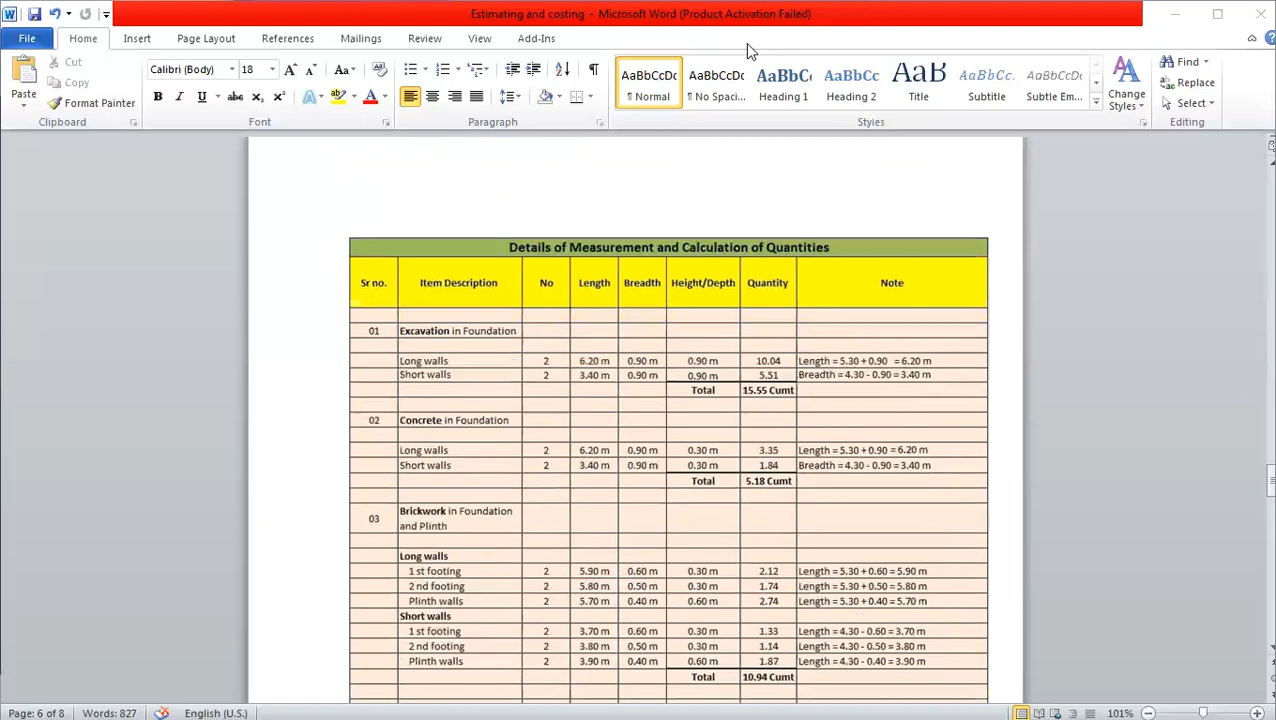 Estimating and costing - Microsoft Word (Product Activation Failed)
File Home Insert Page Layout References Mailings Review View Add-Ins
Paste Cut Copy Format Painter
Calibri (Body) 18
AaBbCcDc AaBbCcDc AaBbC AaBbCc AaB AaBbCc. AaBbCcDc
¶ Normal ¶ No Spaci... Heading 1 Heading 2 Title Subtitle Subtle Em...
Change Styles
Find
Replace
Select
Clipboard Font Paragraph Styles Editing
Details of Measurement and Calculation of Quantities
Sr no. Item Description No Length Breadth Height/Depth Quantity Note
01 Excavation in Foundation
Long walls 2 6.20 m 0.90 m 0.90 m 10.04 Length = 5.30 + 0.90 = 6.20 m
Short walls 2 3.40 m 0.90 m 0.90 m 5.51 Breadth = 4.30 - 0.90 = 3.40 m
Total 15.55 Cumt
02 Concrete in Foundation
Long walls 2 6.20 m 0.90 m 0.30 m 3.35 Length = 5.30 + 0.90 = 6.20 m
Short walls 2 3.40 m 0.90 m 0.30 m 1.84 Breadth = 4.30 - 0.90 = 3.40 m
Total 5.18 Cumt
03 Brickwork in Foundation
and Plinth
Long walls
1 st footing 2 5.90 m 0.60 m 0.30 m 2.12 Length = 5.30 + 0.60 = 5.90 m
2 nd footing 2 5.80 m 0.50 m 0.30 m 1.74 Length = 5.30 + 0.50 = 5.80 m
Plinth walls 2 5.70 m 0.40 m 0.60 m 2.74 Length = 5.30 + 0.40 = 5.70 m
Short walls
1st footing 2 3.70 m 0.60 m 0.30 m 1.33 Length = 4.30 - 0.60 = 3.70 m
2nd footing 2 3.80 m 0.50 m 0.30 m 1.14 Length = 4.30 - 0.50 = 3.80 m
Plinth walls 2 3.90 m 0.40 m 0.60 m 1.87 Length = 4.30 - 0.40 = 3.90 m
Total 10.94 Cumt
Page: 6 of 8 Words: 827 English (U.S.) 101%